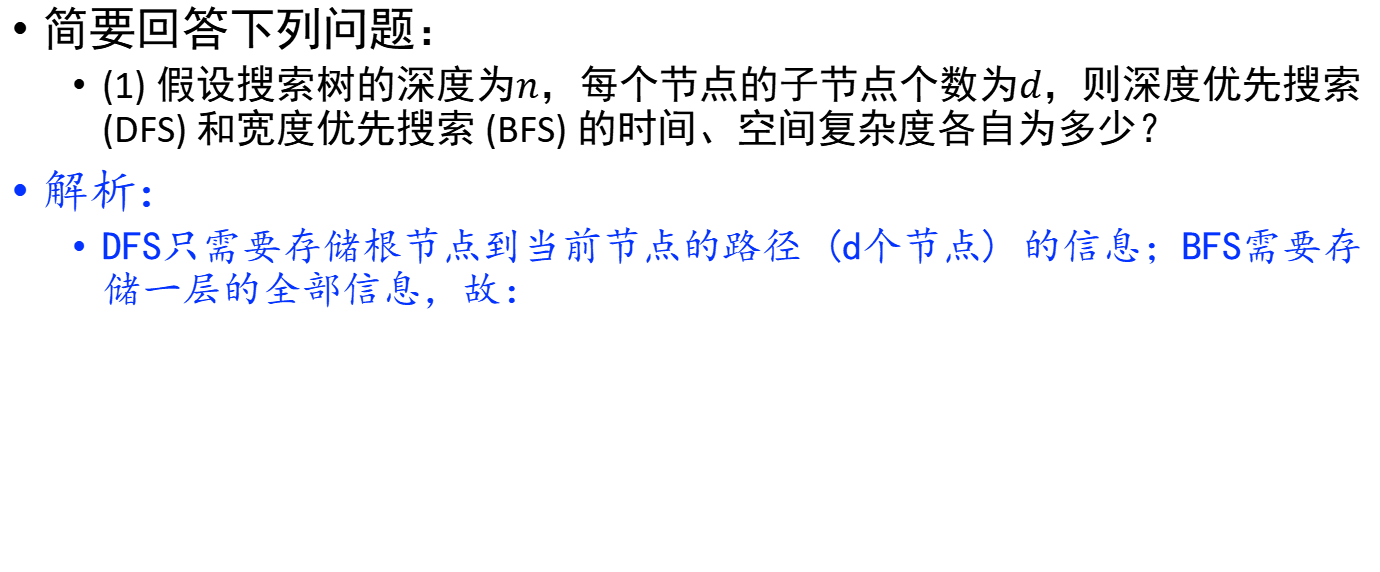 • 简要回答下列问题：
• (1) 假设搜索树的深度为n，每个节点的子节点个数为d，则深度优先搜索
(DFS) 和宽度优先搜索 (BFS) 的时间、空间复杂度各自为多少？
• 解析：
• DFS只需要存储根节点到当前节点的路径（d个节点）的信息；BFS需要存
储一层的全部信息，故：